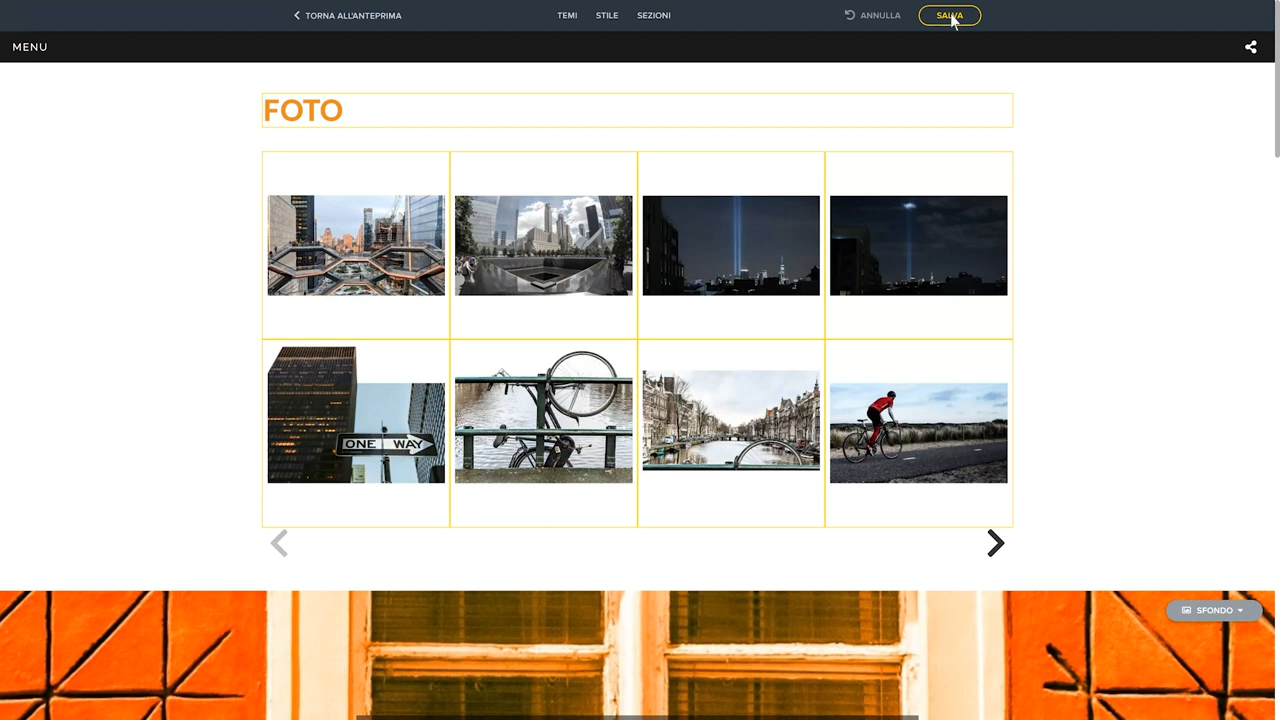 TORNA ALL'ANTEPRIMA
TEMI STILE SEZIONI
ANNULLA
SALVA
MENU
FOTO
ONE WAY
SFONDO